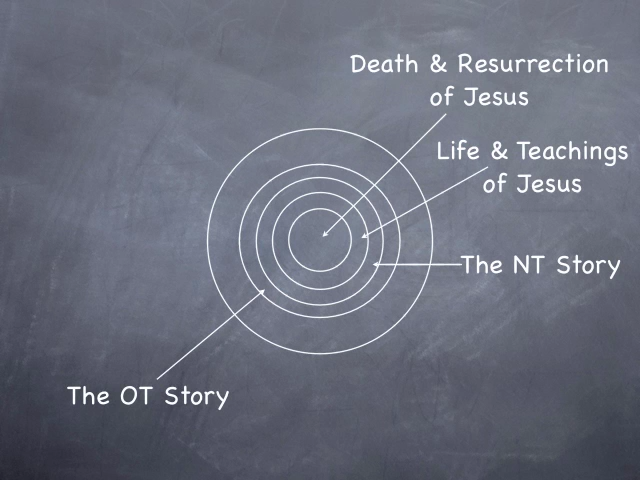 Death & Resurrection
of Jesus
Life & Teachings
of Jesus
The NT Story
The OT Story